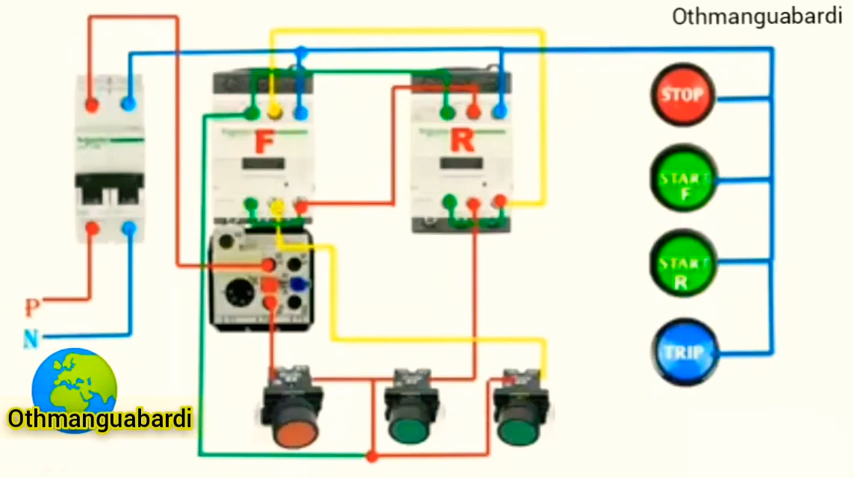 Othmanguabardi
STOP
F
R
START
F
START
R
P
N
TRIP
Othmanguabardi